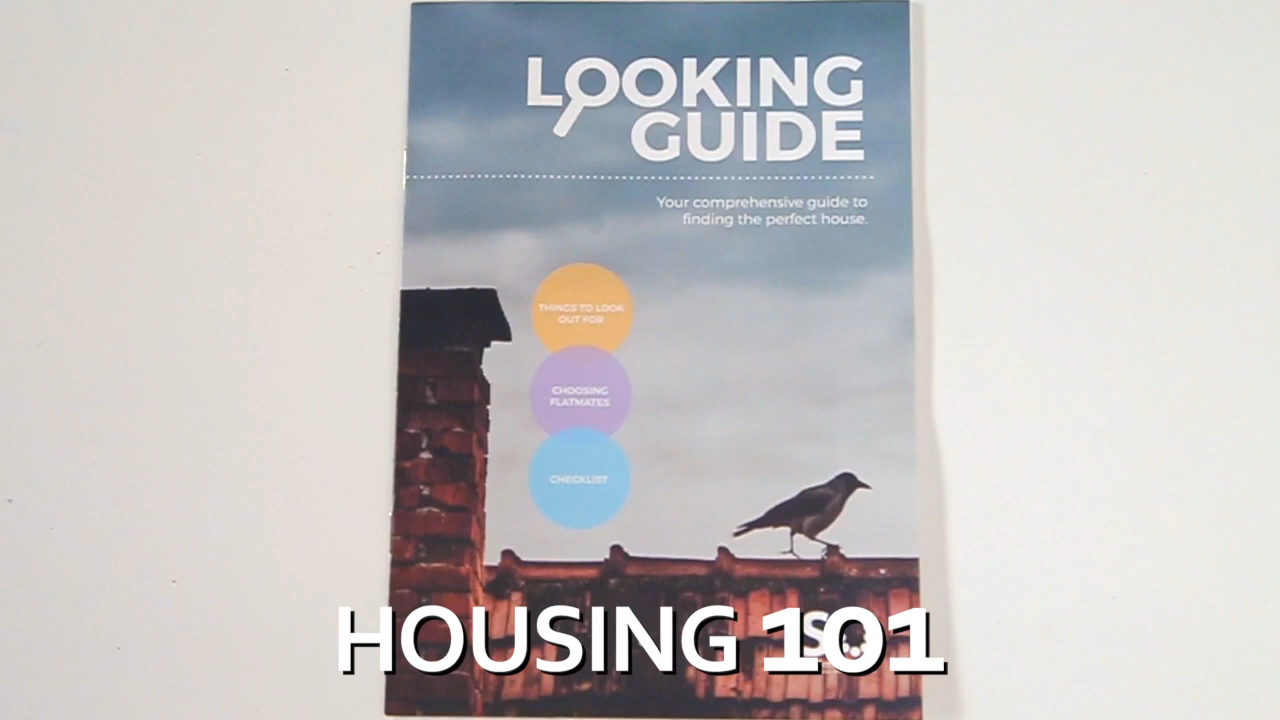 LOOKING
GUIDE
Your comprehensive guide to
finding the perfect house.
THINGS TO LOOK
OUT FOR
CHOOSING
FLATMATES
CHECKLIST
HOUSING 101